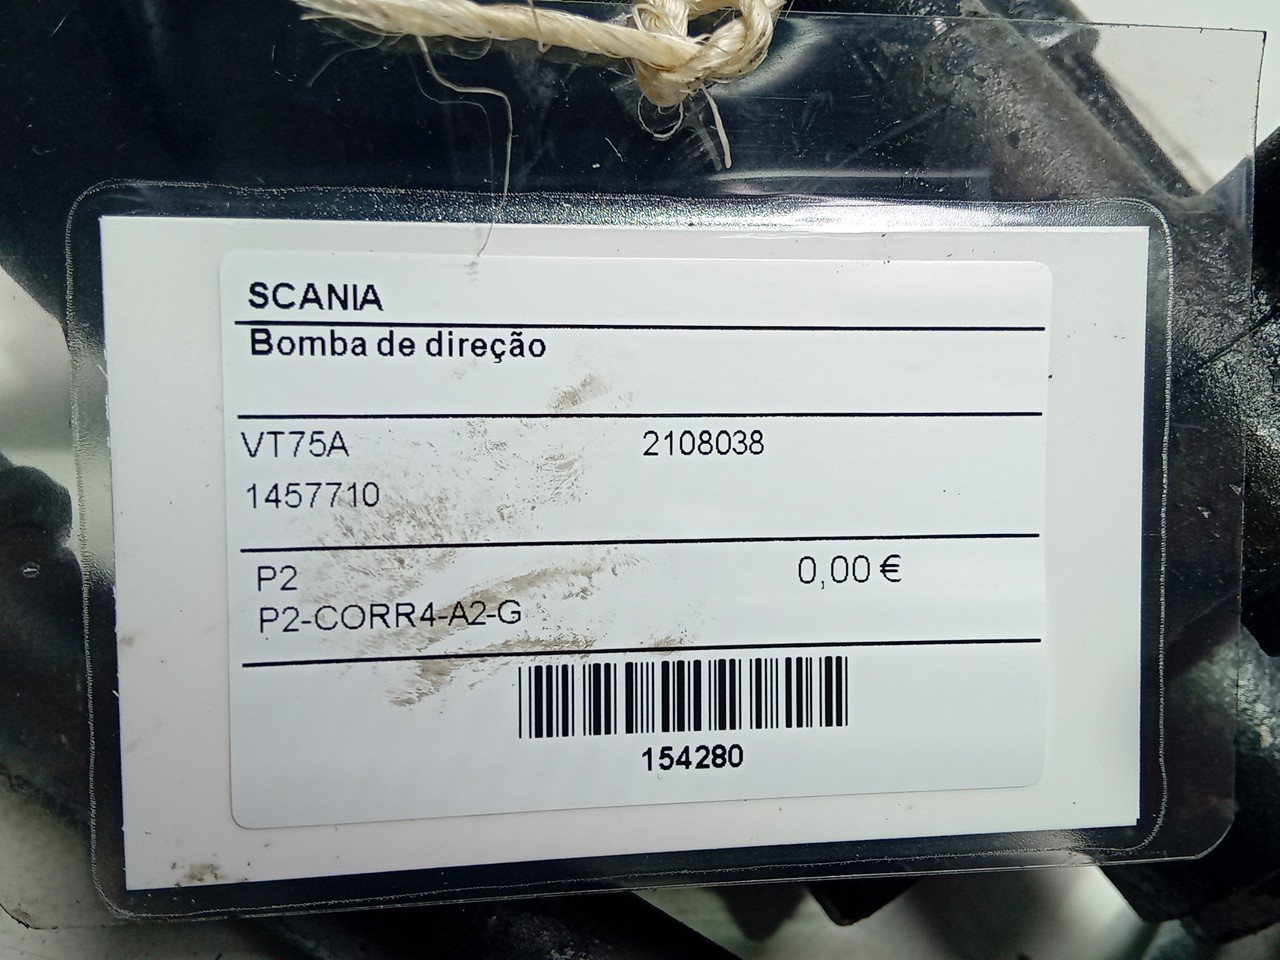 SCANIA
Bomba de direção
VT75A 2108038
1457710
P2 0,00 €
P2-CORR4-A2-G
154280